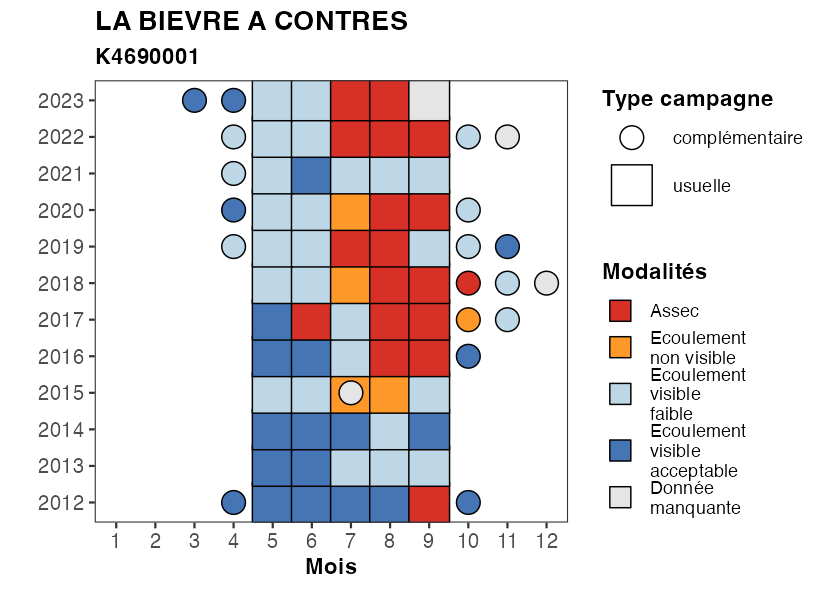 LA BIEVRE A CONTRES
K4690001
2023
2022
2021
2020
2019
2018
2017
2016
2015
2014
2013
2012
1 2 3 4 5 6 7 8 9 10 11 12
Mois
Type campagne
complémentaire
usuelle
Modalités
Assec
Ecoulement
non visible
Ecoulement
visible
faible
Ecoulement
visible
acceptable
Donnée
manquante